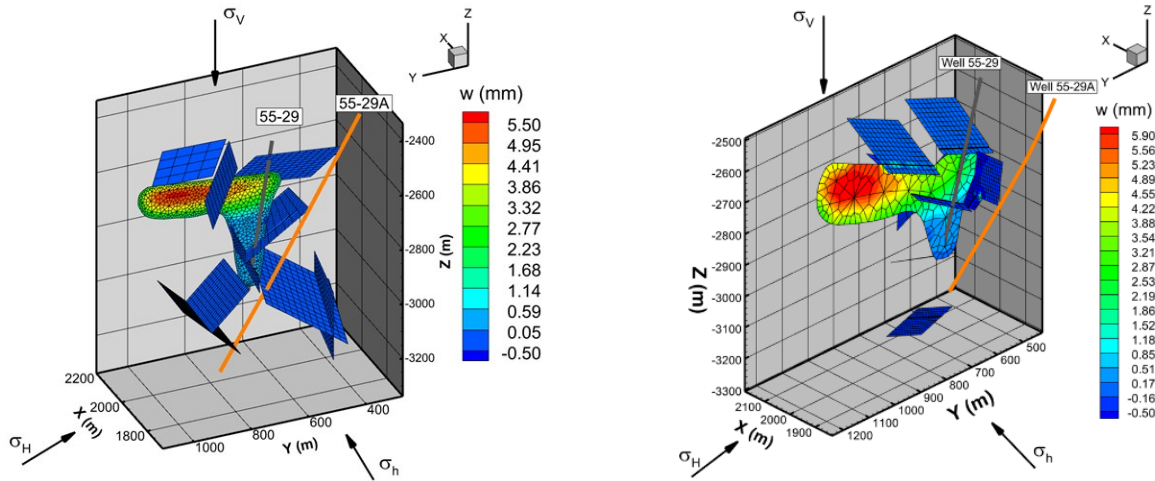 σV
Z
X
Y
w (mm)
55-29
55-29A
5.50
4.95
4.41
3.86
3.32
2.77
2.23
1.68
1.14
0.59
0.05
-0.50
-2400
-2600
-2800
-3000
-3200
Z (m)
2200
2000
1800
X (m)
1000
800
600
400
Y (m)
σH
σh
σV
Z
X
Y
Well 55-29
Well 55-29A
w (mm)
5.90
5.56
5.23
4.89
4.55
4.22
3.88
3.54
3.21
2.87
2.53
2.19
1.86
1.52
1.18
0.85
0.51
0.17
-0.16
-0.50
-2500
-2600
-2700
-2800
-2900
-3000
-3100
-3200
-3300
Z (m)
2100
2000
1900
X (m)
1200
1100
1000
900
800
700
600
500
Y (m)
σH
σh